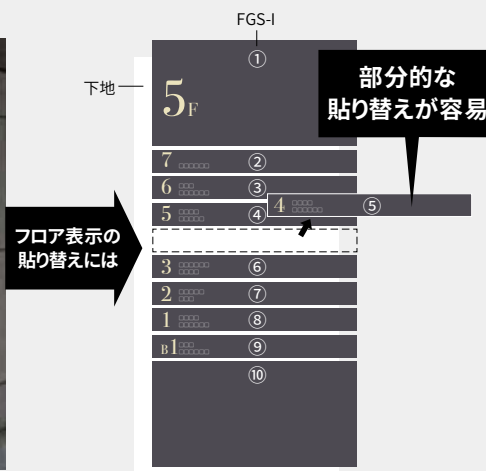 FGS-I
①
下地
5F
部分的な
貼り替えが容易
7 □□□□□□ ②
6 □□□
□□□□□□ ③
4 □□□□
□□□□□□ ⑤
5 □□□□
□□□□□ ④
フロア表示の
貼り替えには
3 □□□□□□
□□□□ ⑥
2 □□□□□
□□□ ⑦
1 □□□□
□□□□□□ ⑧
B1 □□□
□□□□□□ ⑨
⑩